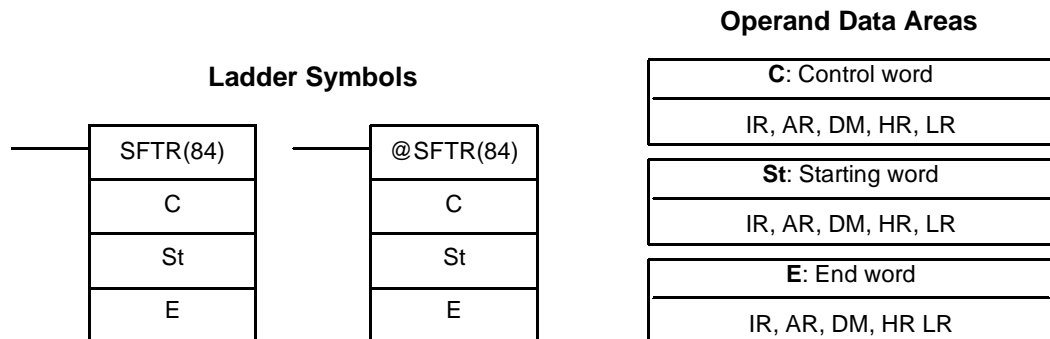 Operand Data Areas
Ladder Symbols
C: Control word
IR, AR, DM, HR, LR
SFTR(84)
@SFTR(84)
St: Starting word
C
C
IR, AR, DM, HR, LR
St
St
E: End word
E
E
IR, AR, DM, HR LR